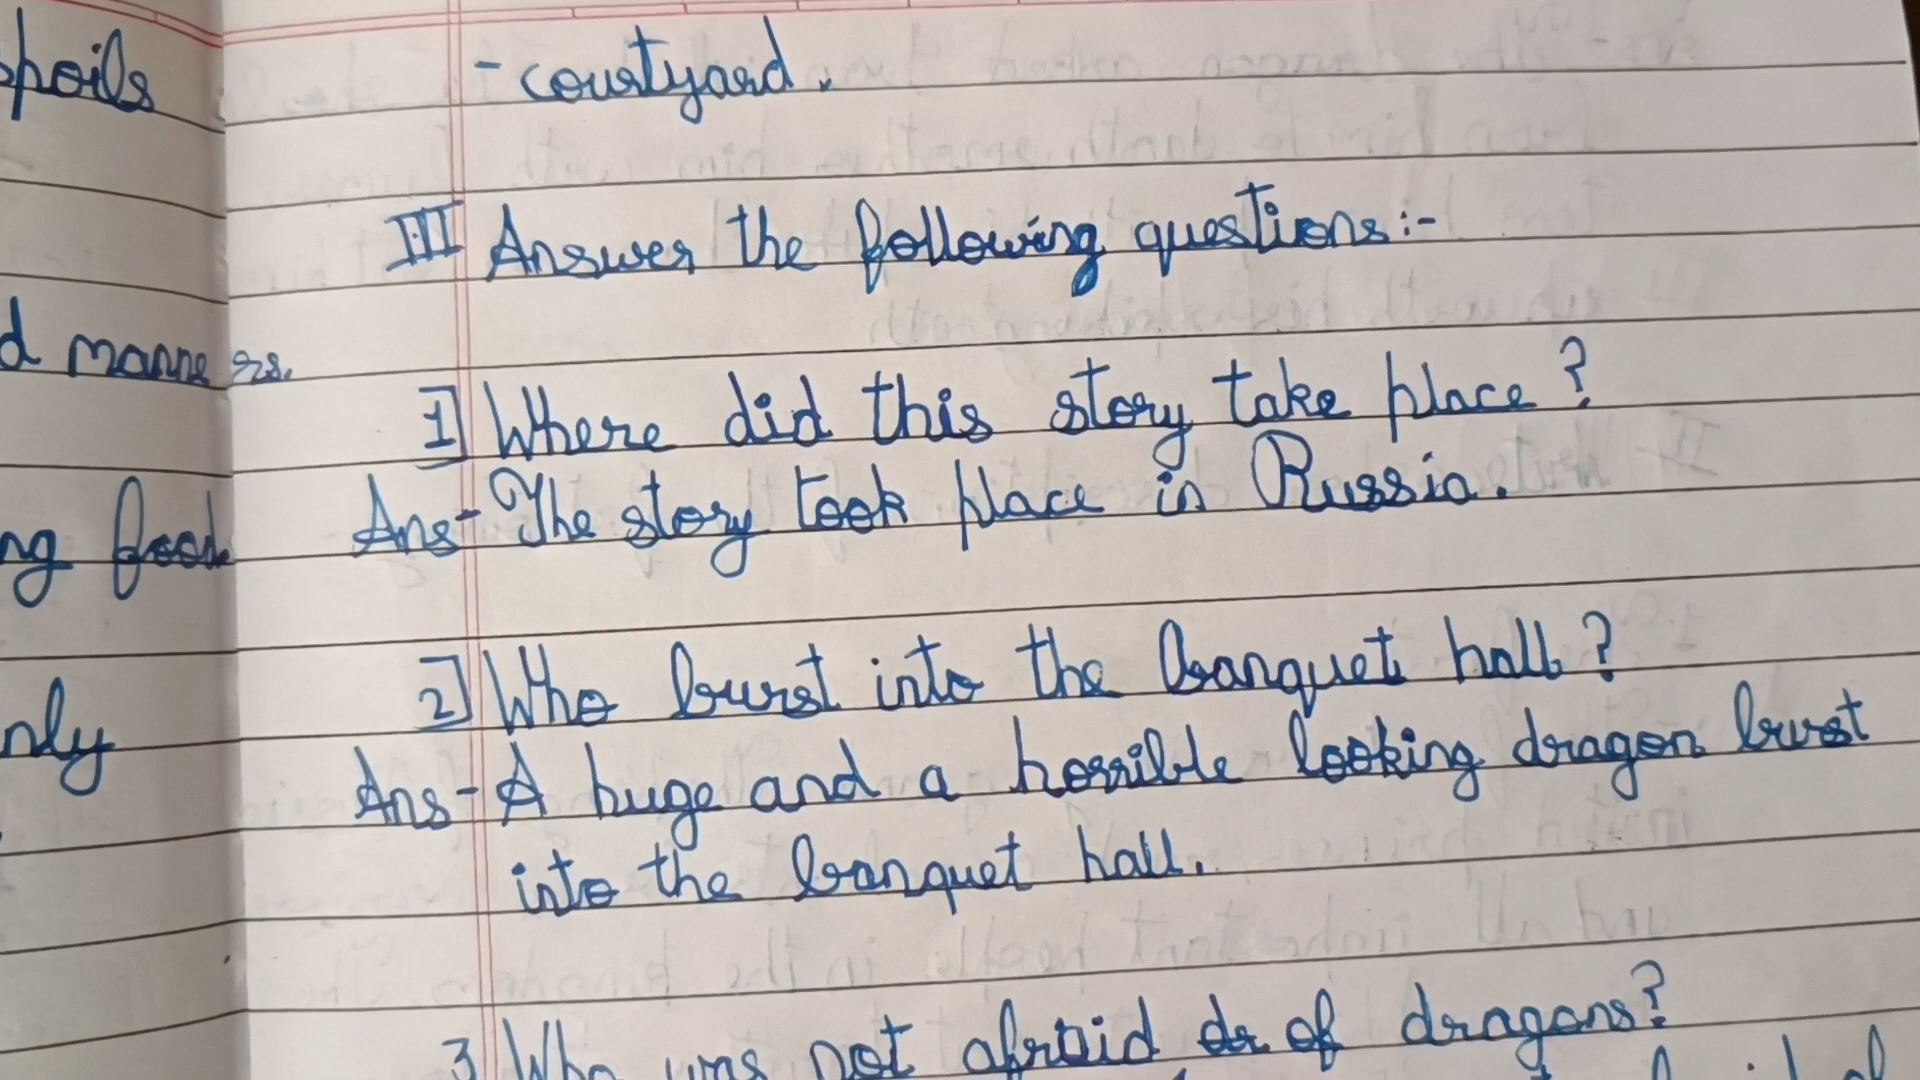 poils
- courtyard.
III Answer the following questions:-
d manners.
1] Where did this story take place?
Ans- The story took place in Russia.
ng food
2] Who burst into the banquet hall?
nly
Ans- A huge and a horrible looking dragon burst
into the banquet hall.
3 Who was not afraid of dragons?